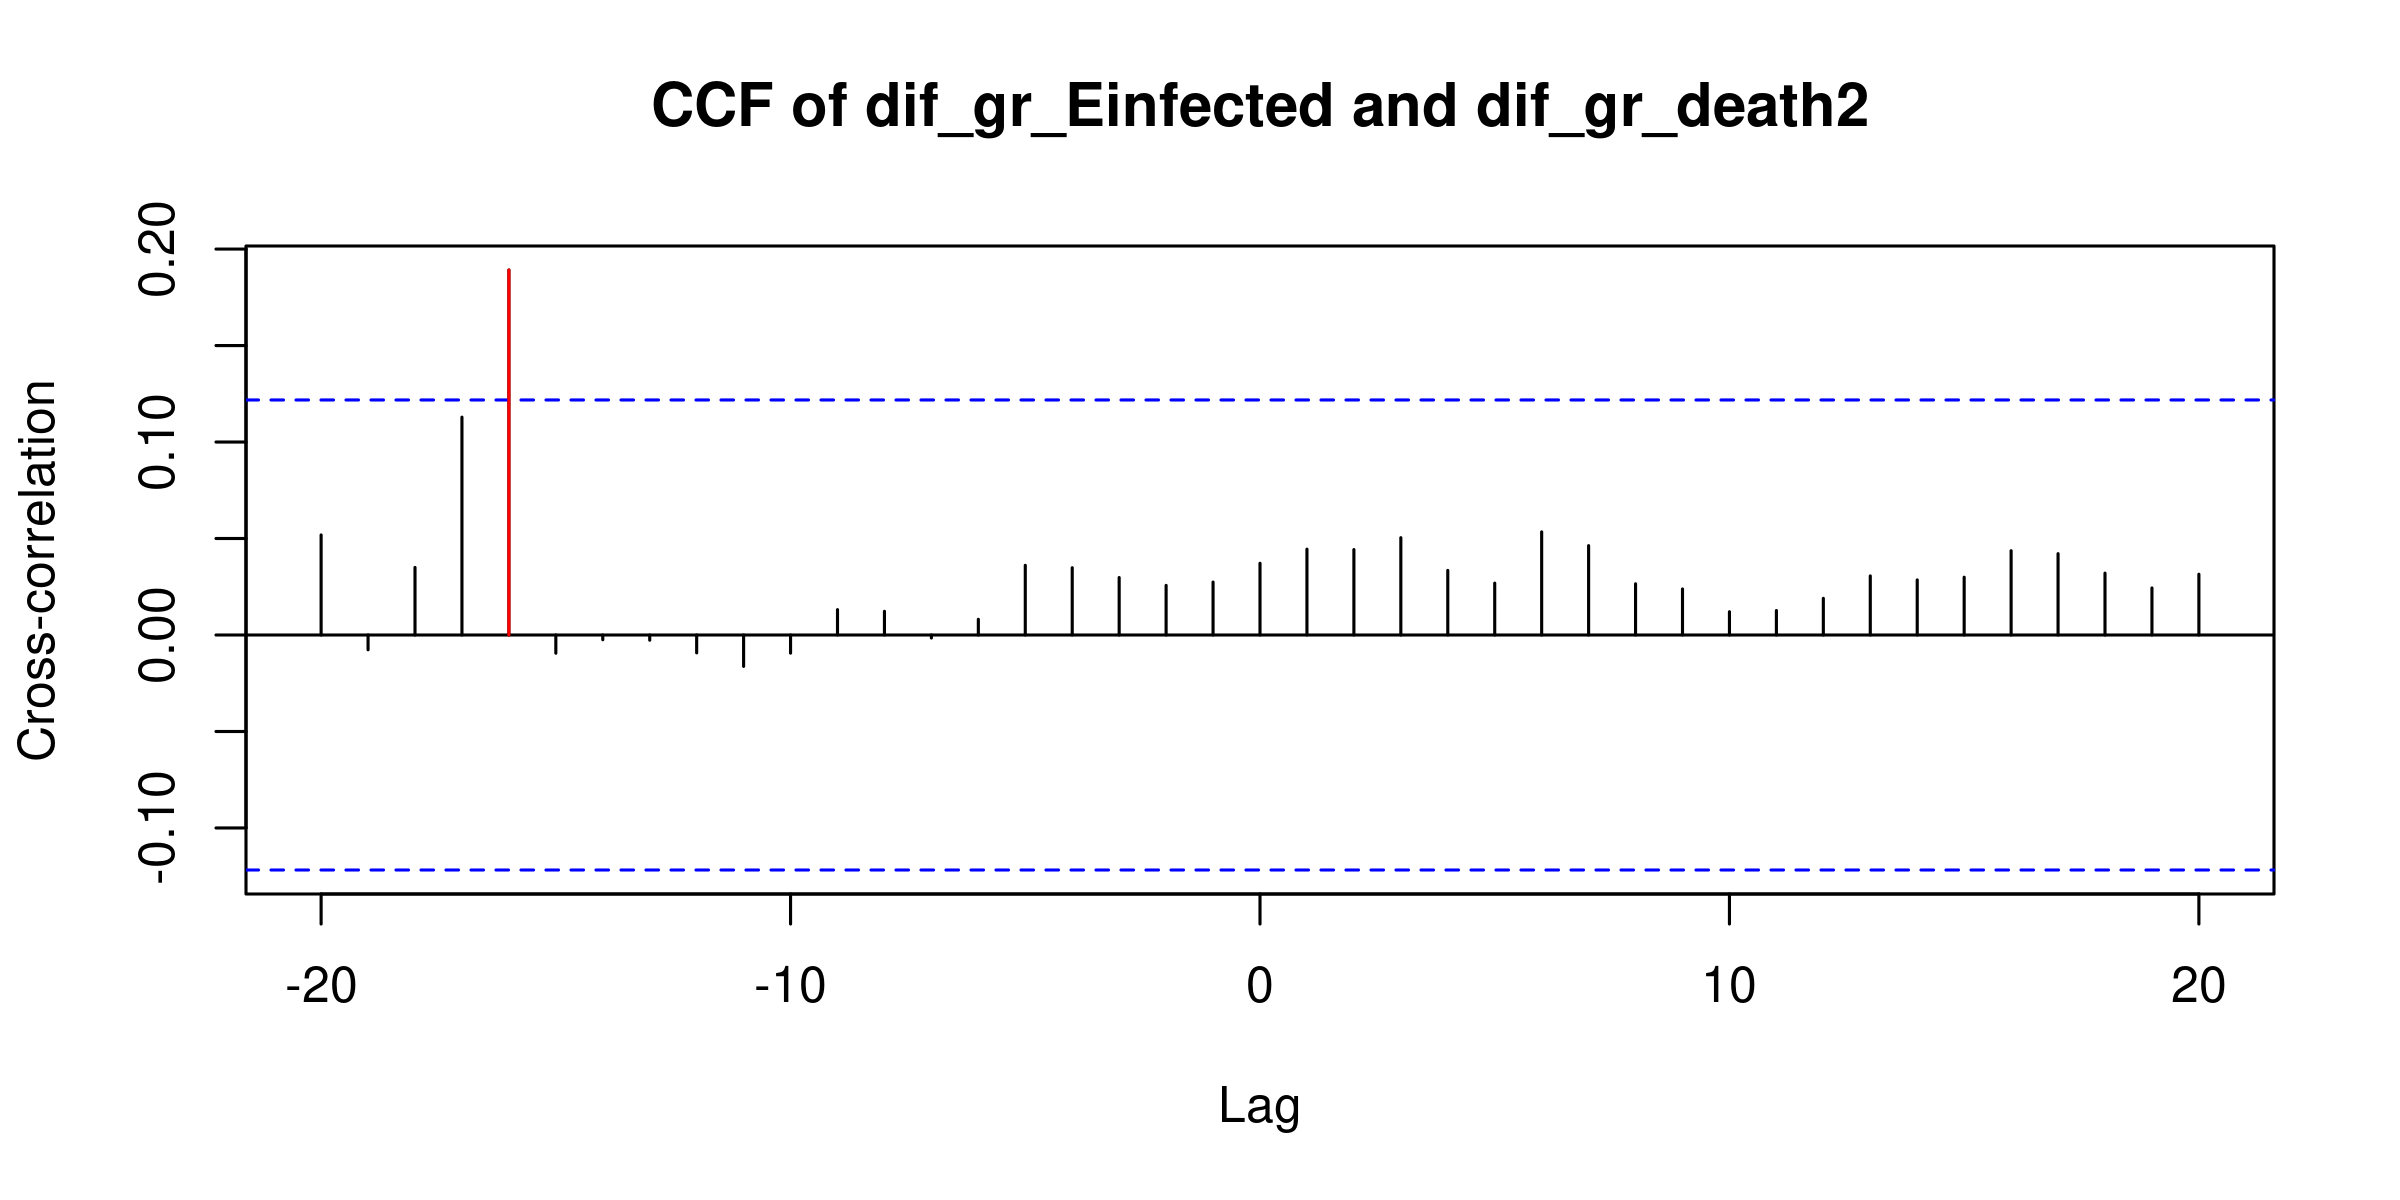 CCF of dif_gr_Einfected and dif_gr_death2
Cross-correlation
0.20
0.10
0.00
-0.10
-20 -10 0 10 20
Lag